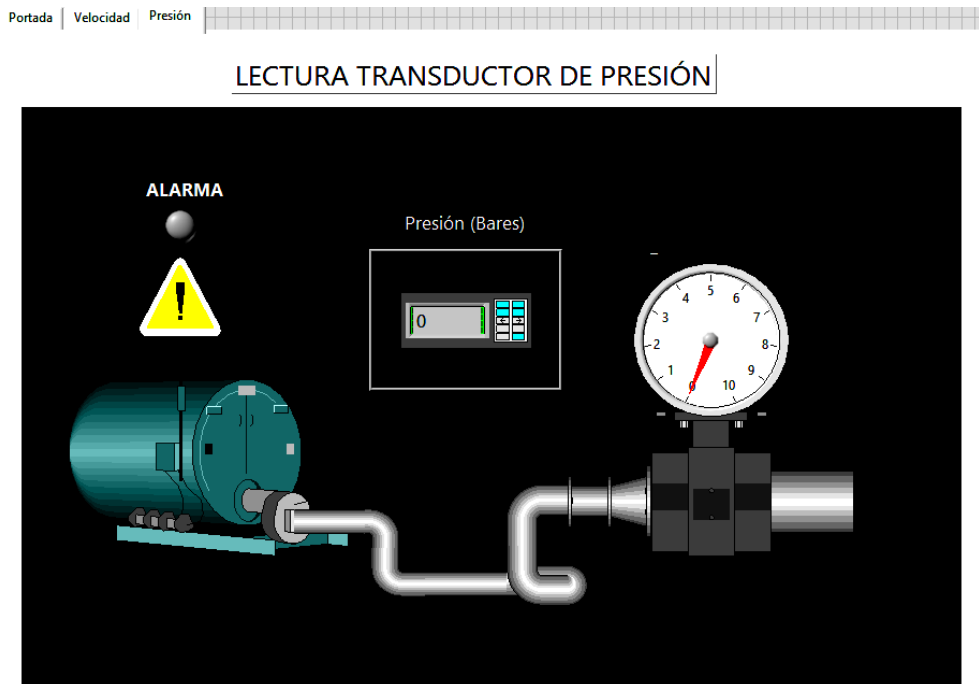 Portada Velocidad Presión
LECTURA TRANSDUCTOR DE PRESIÓN
ALARMA
!
Presión (Bares)
0
0 1 2 3 4 5 6 7 8 9 10